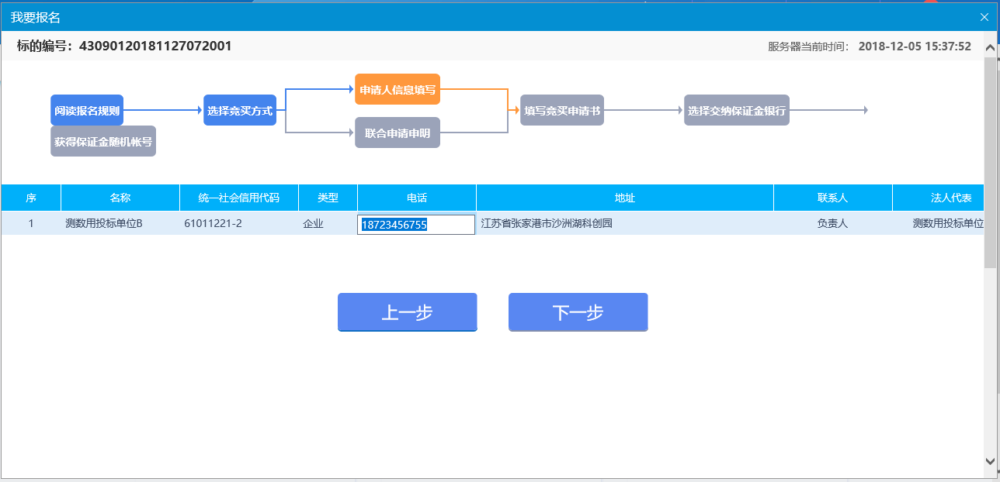 我要报名
标的编号：43090120181127072001
服务器当前时间： 2018-12-05 15:37:52
申请人信息填写
阅读报名规则
选择竞买方式
填写竞买申请书
选择交纳保证金银行
联合申请申明
获得保证金随机帐号
序 名称 统一社会信用代码 类型 电话 地址 联系人 法人代表
1 测数用投标单位B 61011221-2 企业 18723456755 江苏省张家港市沙洲湖科创园 负责人 测数用投标单位
上一步 下一步